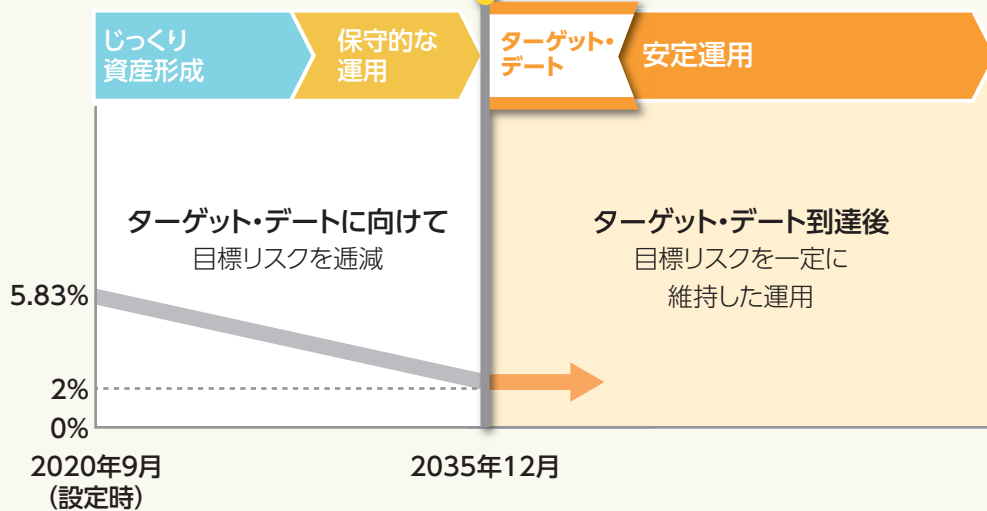 じっくり
資産形成
保守的な
運用
ターゲット・
デート
安定運用
ターゲット・デートに向けて
目標リスクを逓減
ターゲット・デート到達後
目標リスクを一定に
維持した運用
5.83%
2%
0%
2020年9月
(設定時)
2035年12月